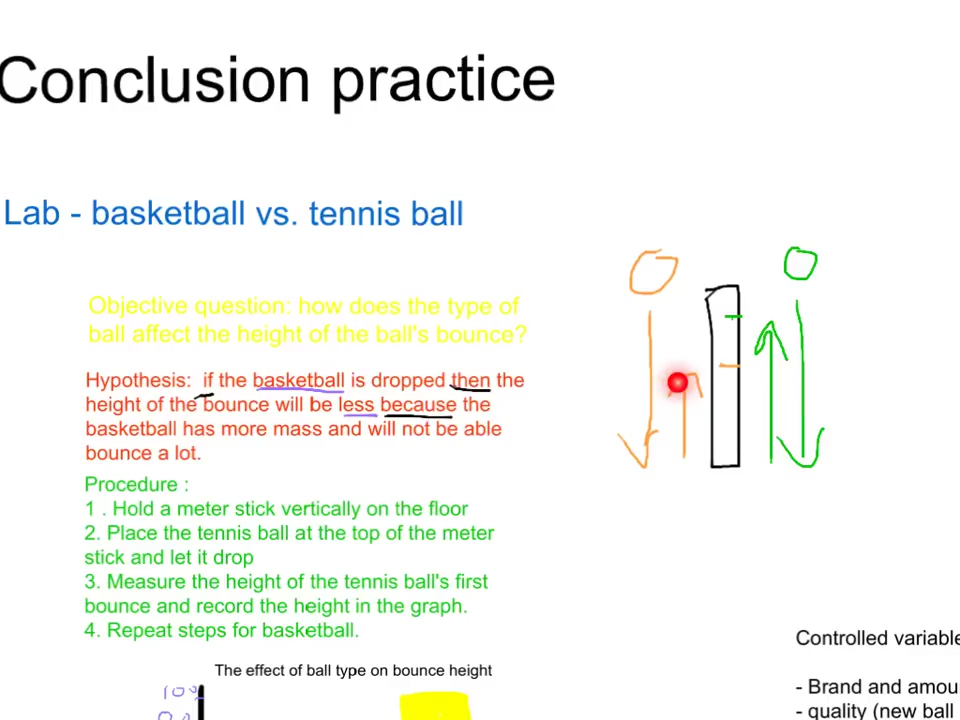 Conclusion practice
Lab - basketball vs. tennis ball
Objective question: how does the type of
ball affect the height of the ball's bounce?
Hypothesis: if the basketball is dropped then the
height of the bounce will be less because the
basketball has more mass and will not be able
bounce a lot.
Procedure :
1 . Hold a meter stick vertically on the floor
2. Place the tennis ball at the top of the meter
stick and let it drop
3. Measure the height of the tennis ball's first
bounce and record the height in the graph.
4. Repeat steps for basketball.
The effect of ball type on bounce height
Controlled variable
- Brand and amou
- quality (new ball